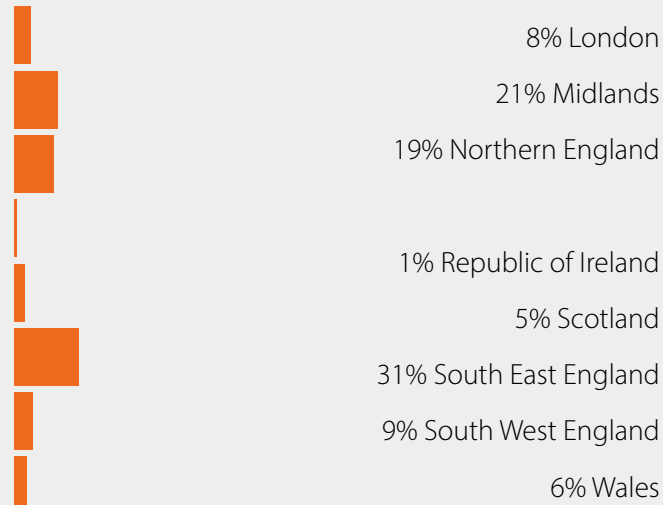 8% London
21% Midlands
19% Northern England
1% Republic of Ireland
5% Scotland
31% South East England
9% South West England
6% Wales